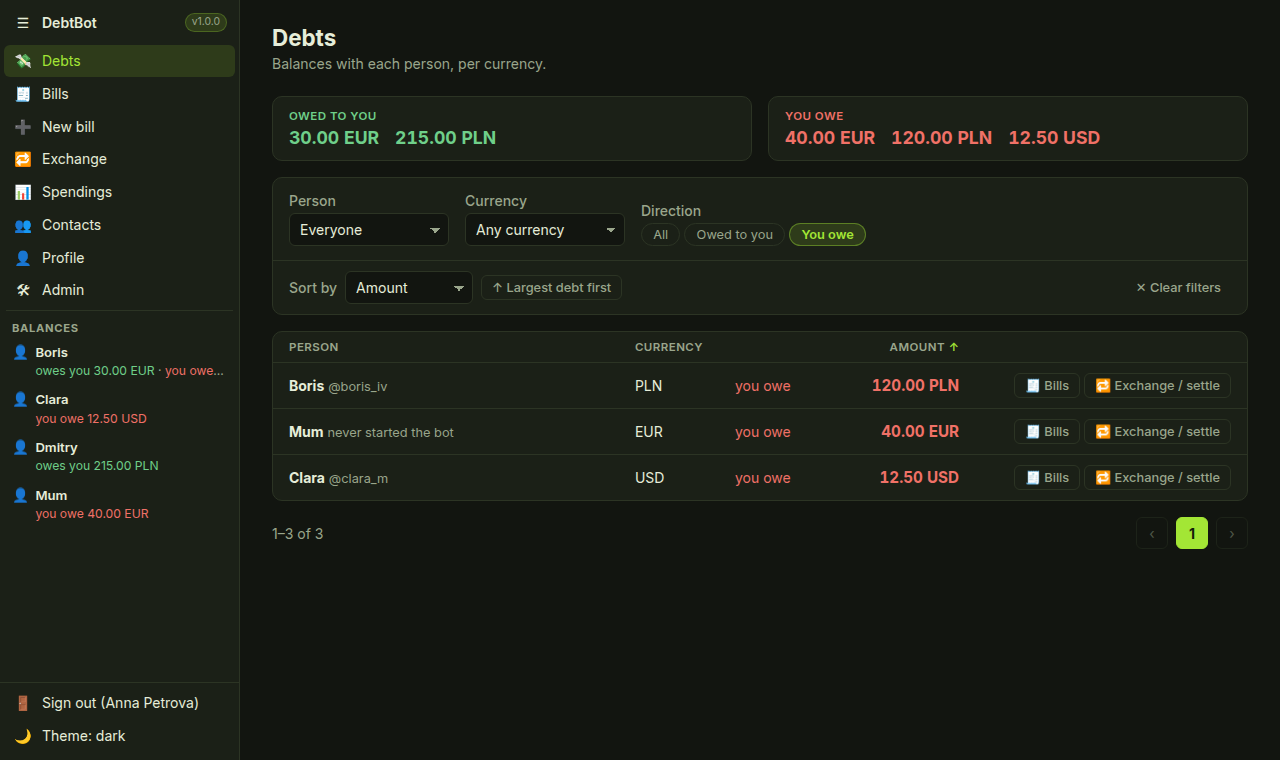 DebtBot v1.0.0
Debts
Bills
New bill
Exchange
Spendings
Contacts
Profile
Admin
BALANCES
Boris
owes you 30.00 EUR · you owe…
Clara
you owe 12.50 USD
Dmitry
owes you 215.00 PLN
Mum
you owe 40.00 EUR
Sign out (Anna Petrova)
Theme: dark
Debts
Balances with each person, per currency.
OWED TO YOU
30.00 EUR 215.00 PLN
YOU OWE
40.00 EUR 120.00 PLN 12.50 USD
Person
Everyone
Currency
Any currency
Direction
All Owed to you You owe
Sort by Amount ↑ Largest debt first ✕ Clear filters
PERSON CURRENCY AMOUNT ↑
Boris @boris_iv PLN you owe 120.00 PLN Bills Exchange / settle
Mum never started the bot EUR you owe 40.00 EUR Bills Exchange / settle
Clara @clara_m USD you owe 12.50 USD Bills Exchange / settle
1–3 of 3 ‹ 1 ›